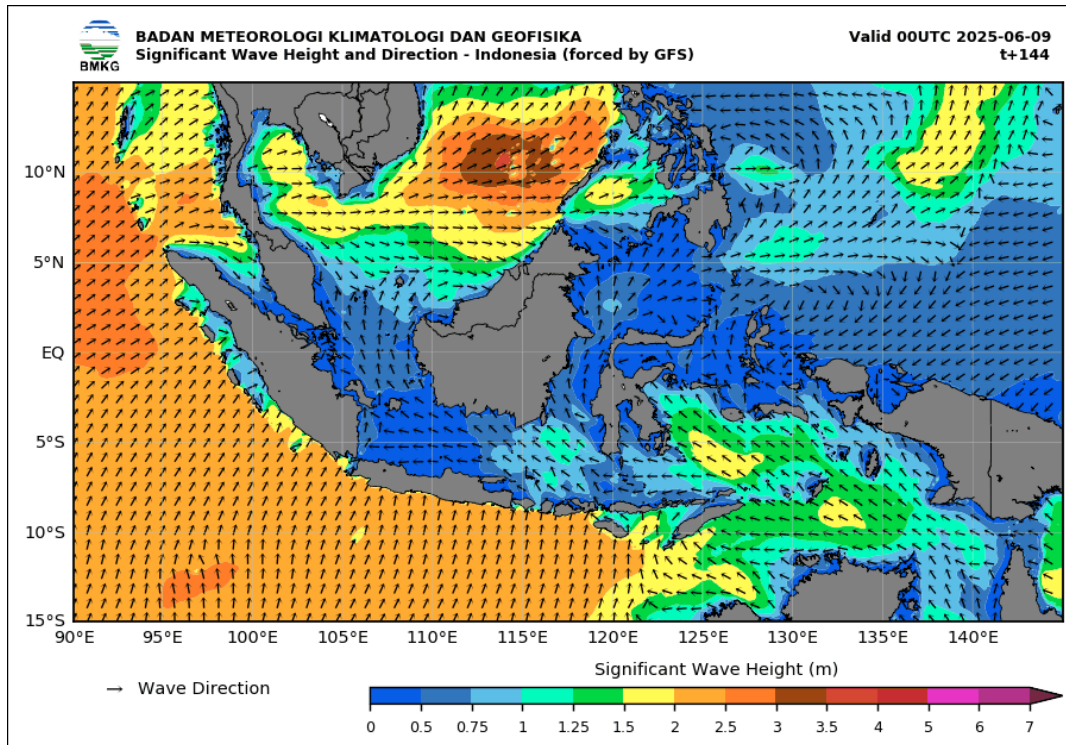 BMKG
BADAN METEOROLOGI KLIMATOLOGI DAN GEOFISIKA
Significant Wave Height and Direction - Indonesia (forced by GFS)
Valid 00UTC 2025-06-09
t+144
10°N
5°N
EQ
5°S
10°S
15°S
90°E 95°E 100°E 105°E 110°E 115°E 120°E 125°E 130°E 135°E 140°E
Wave Direction
Significant Wave Height (m)
0 0.5 0.75 1 1.25 1.5 2 2.5 3 3.5 4 5 6 7